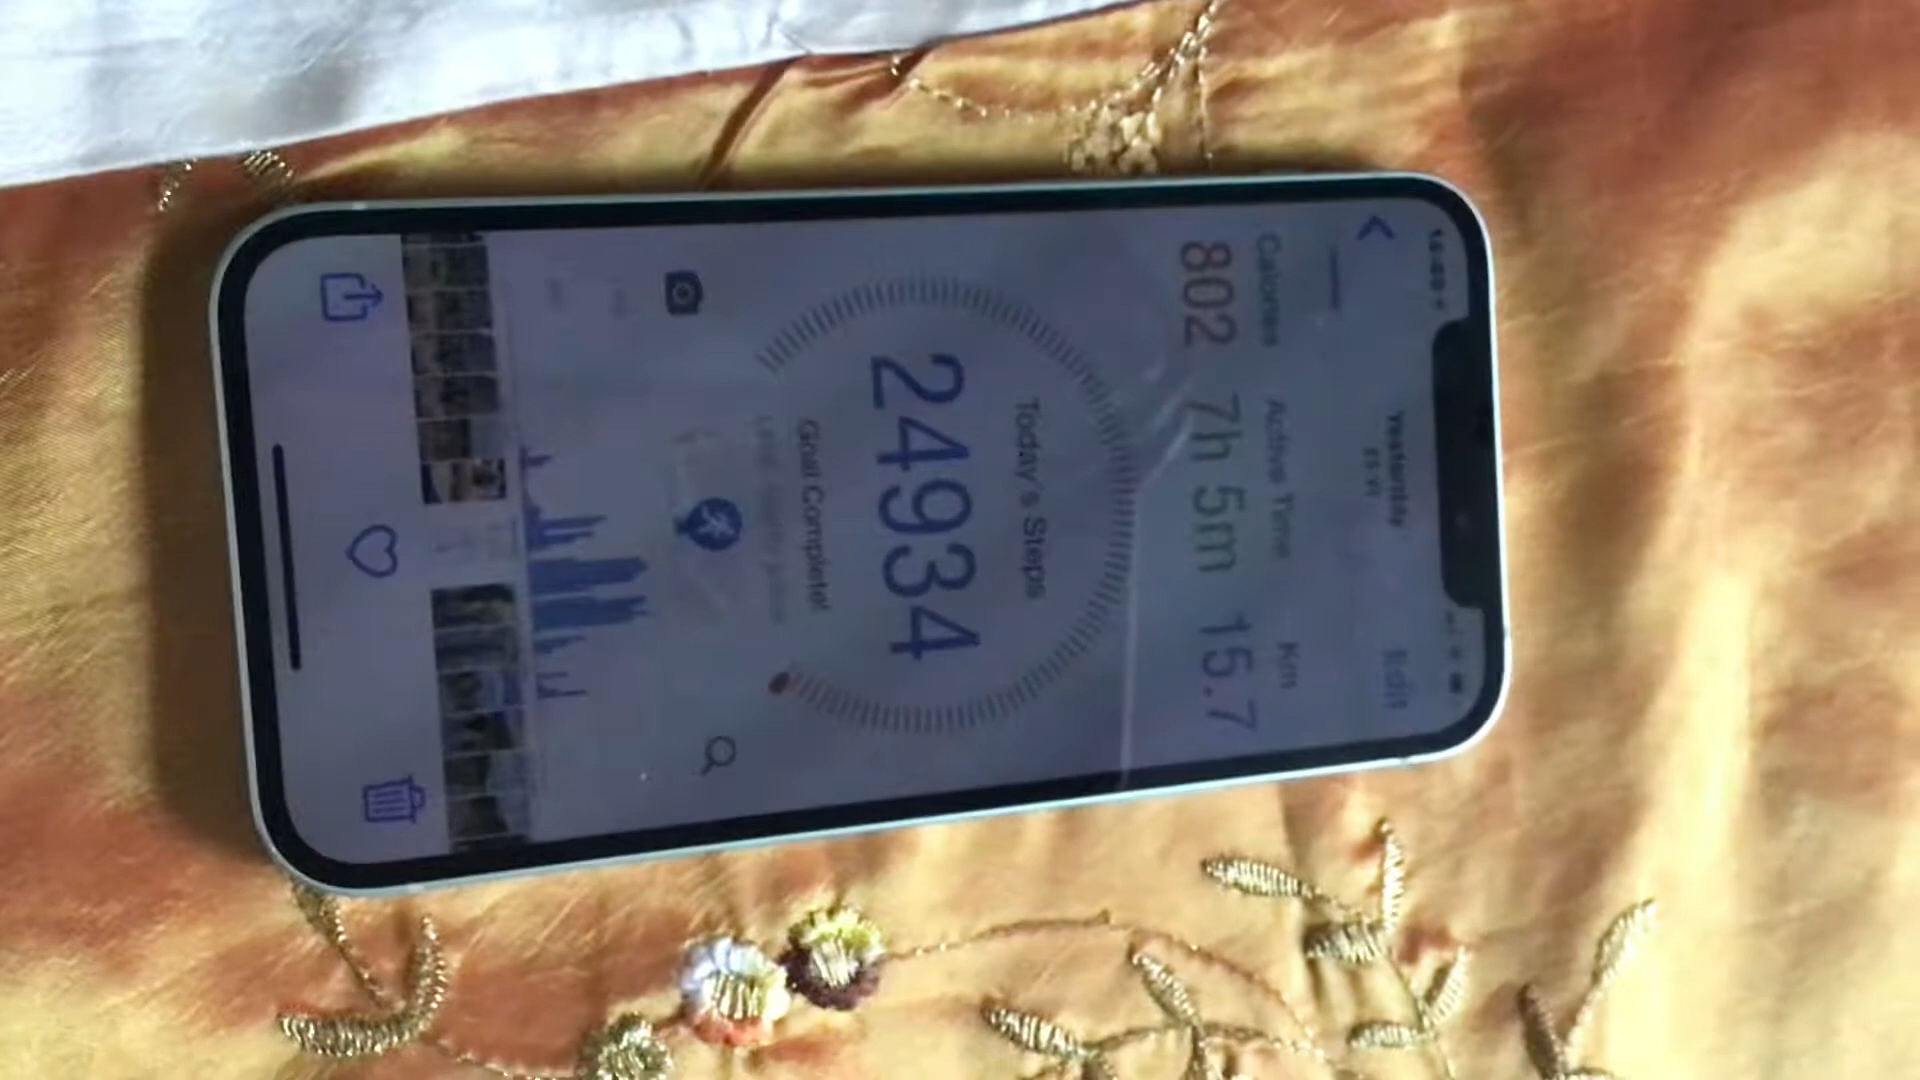 Yesterday
Edit
Calories
Active Time
Km
802
7h 5m
15.7
Today's Steps
24934
Goal Complete!